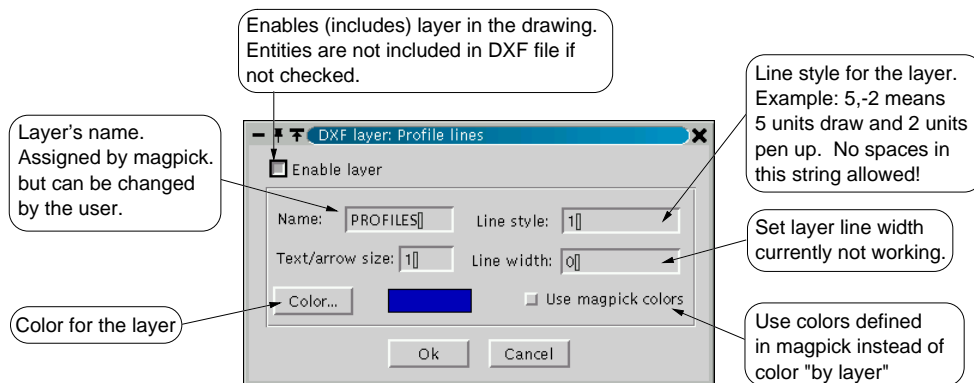 Enables (includes) layer in the drawing.
Entities are not included in DXF file if
not checked.
Line style for the layer.
Example: 5,-2 means
5 units draw and 2 units
pen up. No spaces in
this string allowed!
Layer's name.
Assigned by magpick.
but can be changed
by the user.
DXF layer: Profile lines
Enable layer
Name: PROFILES Line style: 1
Text/arrow size: 1 Line width: 0
Set layer line width
currently not working.
Color... Use magpick colors
Color for the layer
Use colors defined
in magpick instead of
color "by layer"
Ok Cancel